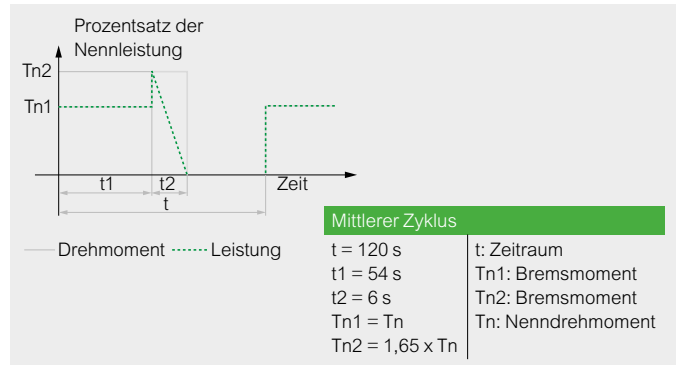 Prozentsatz der
Nennleistung
Tn2
Tn1
t1
t2
Zeit
t
Drehmoment
Leistung
Mittlerer Zyklus
t = 120 s
t: Zeitraum
t1 = 54 s
Tn1: Bremsmoment
t2 = 6 s
Tn2: Bremsmoment
Tn1 = Tn
Tn: Nenndrehmoment
Tn2 = 1,65 x Tn